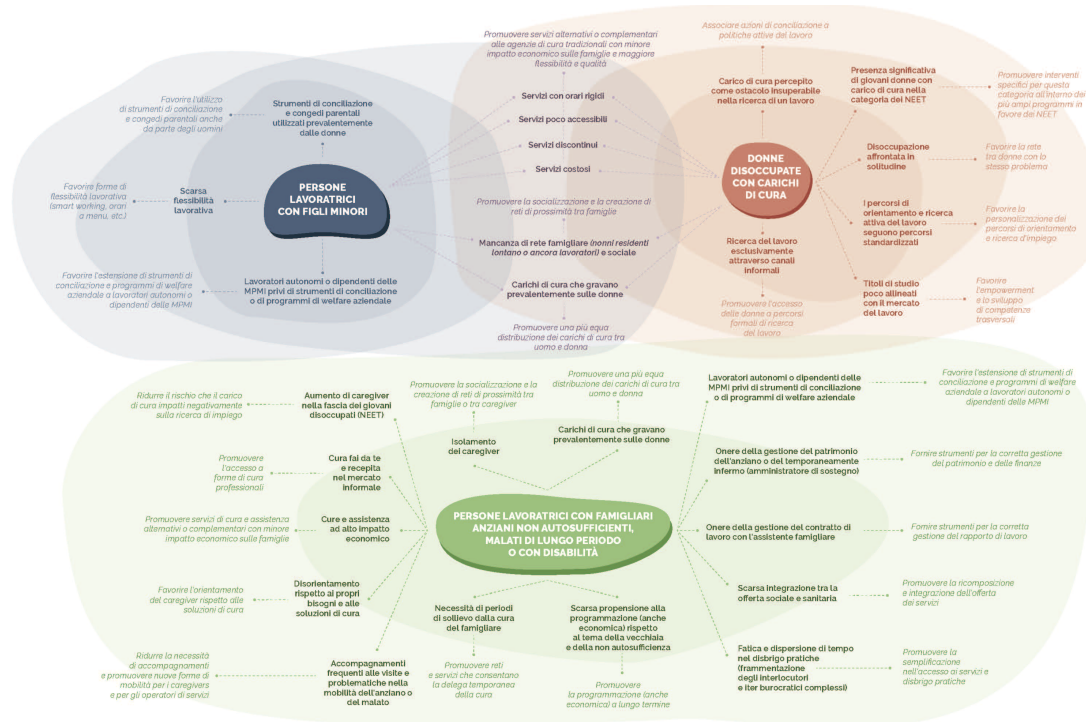 Promuovere servizi alternativi o complementari
alle agenzie di cura tradizionali con minore
impatto economico sulle famiglie e maggiore
flessibilità e qualità
Associare azioni di conciliazione a
politiche attive del lavoro
Favorire l'utilizzo
di strumenti di conciliazione
e congedi parentali anche
da parte degli uomini
Strumenti di conciliazione
e congedi parentali
utilizzati prevalentemente
dalle donne
Servizi con orari rigidi
Servizi poco accessibili
Servizi discontinui
Servizi costosi
Carico di cura percepito
come ostacolo insuperabile
nella ricerca di un lavoro
Presenza significativa
di giovani donne con
carico di cura nella
categoria dei NEET
Promuovere interventi
specifici per questa
categoria all'interno dei
più ampi programmi in
favore dei NEET
PERSONE
LAVORATRICI
CON FIGLI MINORI
DONNE
DISOCCUPATE
CON CARICHI
DI CURA
Disoccupazione
affrontata in
solitudine
Favorire la rete
tra donne con lo
stesso problema
Favorire forme di
flessibilità lavorativa
(smart working, orari
a menu, etc.)
Scarsa
flessibilità
lavorativa
Promuovere la socializzazione e la creazione di
reti di prossimità tra famiglie
I percorsi di
orientamento e ricerca
attiva del lavoro
seguono percorsi
standardizzati
Favorire la
personalizzazione dei
percorsi di orientamento
e ricerca d'impiego
Mancanza di rete famigliare (nonni residenti
lontano o ancora lavoratori) e sociale
Ricerca del lavoro
esclusivamente
attraverso canali
informali
Favorire l'estensione di strumenti di
conciliazione e programmi di welfare
aziendale a lavoratori autonomi o
dipendenti delle MPMI
Lavoratori autonomi o dipendenti delle
MPMI privi di strumenti di conciliazione
o di programmi di welfare aziendale
Carichi di cura che gravano
prevalentemente sulle donne
Titoli di studio
poco allineati
con il mercato
del lavoro
Favorire
l'empowerment
e lo sviluppo
di competenze
trasversali
Promuovere l'accesso
delle donne a percorsi
formali di ricerca
del lavoro
Promuovere una più equa
distribuzione dei carichi di cura tra
uomo e donna
Ridurre il rischio che il carico
di cura impatti negativamente
sulla ricerca di impiego
Aumento di caregiver
nella fascia dei giovani
disoccupati (NEET)
Promuovere la socializzazione e la
creazione di reti di prossimità tra
famiglie o tra caregiver
Promuovere una più equa
distribuzione dei carichi di cura tra
uomo e donna
Lavoratori autonomi o dipendenti delle
MPMI privi di strumenti di conciliazione
o di programmi di welfare aziendale
Favorire l'estensione di strumenti di
conciliazione e programmi di welfare
aziendale a lavoratori autonomi o
dipendenti delle MPMI
Isolamento
dei caregiver
Carichi di cura che gravano
prevalentemente sulle donne
Promuovere
l'accesso a
forme di cura
professionali
Cura fai da te
e recepita
nel mercato
informale
Onere della gestione del patrimonio
dell'anziano o del temporaneamente
infermo (amministratore di sostegno)
Fornire strumenti per la corretta gestione
del patrimonio e delle finanze
Promuovere servizi di cura e assistenza
alternativi o complementari con minore
impatto economico sulle famiglie
Cure e assistenza
ad alto impatto
economico
PERSONE LAVORATRICI CON FAMIGLIARI
ANZIANI NON AUTOSUFFICIENTI,
MALATI DI LUNGO PERIODO
O CON DISABILITÀ
Onere della gestione del contratto di
lavoro con l'assistente famigliare
Fornire strumenti per la corretta
gestione del rapporto di lavoro
Favorire l'orientamento
del caregiver rispetto alle
soluzioni di cura
Disorientamento
rispetto ai propri
bisogni e alle
soluzioni di cura
Necessità di periodi
di sollievo dalla cura
del famigliare
Scarsa propensione alla
programmazione (anche
economica) rispetto
al tema della vecchiaia
e della non autosufficienza
Scarsa integrazione tra la
offerta sociale e sanitaria
Promuovere la ricomposizione
e integrazione dell'offerta
dei servizi
Ridurre la necessità
di accompagnamenti
e promuovere nuove forme di
mobilità per i caregivers
e per gli operatori di servizi
Accompagnamenti
frequenti alle visite e
problematiche nella
mobilità dell'anziano o
del malato
Promuovere reti
e servizi che consentano
la delega temporanea
della cura
Promuovere
la programmazione (anche
economica) a lungo termine
Fatica e dispersione di tempo
nel disbrigo pratiche
(frammentazione
degli interlocutori
e iter burocratici complessi)
Promuovere la
semplificazione
nell'accesso ai servizi e
disbrigo pratiche